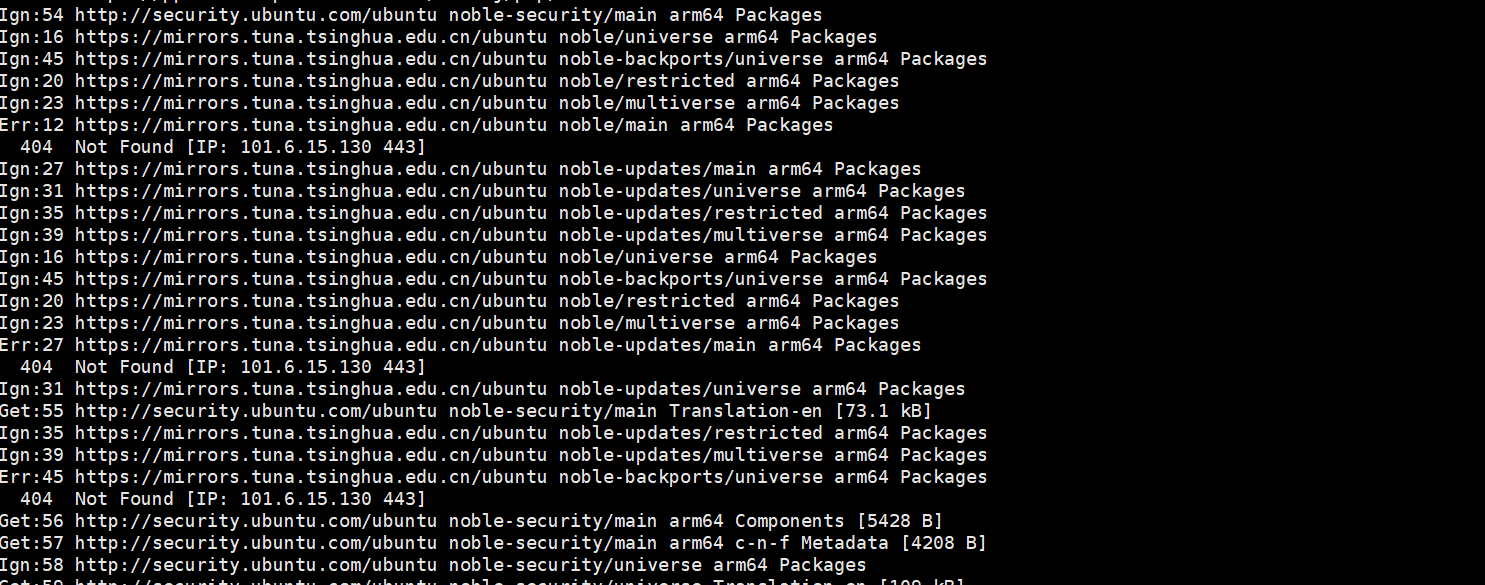 Ign:54 http://security.ubuntu.com/ubuntu noble-security/main arm64 Packages
Ign:16 https://mirrors.tuna.tsinghua.edu.cn/ubuntu noble/universe arm64 Packages
Ign:45 https://mirrors.tuna.tsinghua.edu.cn/ubuntu noble-backports/universe arm64 Packages
Ign:20 https://mirrors.tuna.tsinghua.edu.cn/ubuntu noble/restricted arm64 Packages
Ign:23 https://mirrors.tuna.tsinghua.edu.cn/ubuntu noble/multiverse arm64 Packages
Err:12 https://mirrors.tuna.tsinghua.edu.cn/ubuntu noble/main arm64 Packages
  404  Not Found [IP: 101.6.15.130 443]
Ign:27 https://mirrors.tuna.tsinghua.edu.cn/ubuntu noble-updates/main arm64 Packages
Ign:31 https://mirrors.tuna.tsinghua.edu.cn/ubuntu noble-updates/universe arm64 Packages
Ign:35 https://mirrors.tuna.tsinghua.edu.cn/ubuntu noble-updates/restricted arm64 Packages
Ign:39 https://mirrors.tuna.tsinghua.edu.cn/ubuntu noble-updates/multiverse arm64 Packages
Ign:16 https://mirrors.tuna.tsinghua.edu.cn/ubuntu noble/universe arm64 Packages
Ign:45 https://mirrors.tuna.tsinghua.edu.cn/ubuntu noble-backports/universe arm64 Packages
Ign:20 https://mirrors.tuna.tsinghua.edu.cn/ubuntu noble/restricted arm64 Packages
Ign:23 https://mirrors.tuna.tsinghua.edu.cn/ubuntu noble/multiverse arm64 Packages
Err:27 https://mirrors.tuna.tsinghua.edu.cn/ubuntu noble-updates/main arm64 Packages
  404  Not Found [IP: 101.6.15.130 443]
Ign:31 https://mirrors.tuna.tsinghua.edu.cn/ubuntu noble-updates/universe arm64 Packages
Get:55 http://security.ubuntu.com/ubuntu noble-security/main Translation-en [73.1 kB]
Ign:35 https://mirrors.tuna.tsinghua.edu.cn/ubuntu noble-updates/restricted arm64 Packages
Ign:39 https://mirrors.tuna.tsinghua.edu.cn/ubuntu noble-updates/multiverse arm64 Packages
Err:45 https://mirrors.tuna.tsinghua.edu.cn/ubuntu noble-backports/universe arm64 Packages
  404  Not Found [IP: 101.6.15.130 443]
Get:56 http://security.ubuntu.com/ubuntu noble-security/main arm64 Components [5428 B]
Get:57 http://security.ubuntu.com/ubuntu noble-security/main arm64 c-n-f Metadata [4208 B]
Ign:58 http://security.ubuntu.com/ubuntu noble-security/universe arm64 Packages
Get:59 http://security.ubuntu.com/ubuntu noble-security/universe Translation-en [109 kB]